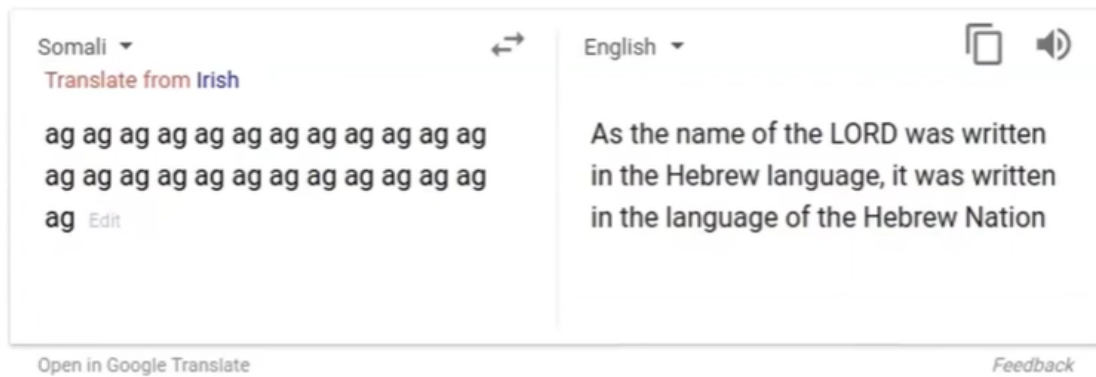 Somali
English
Translate from Irish
ag ag ag ag ag ag ag ag ag ag ag ag
ag ag ag ag ag ag ag ag ag ag ag ag
ag Edit
As the name of the LORD was written
in the Hebrew language, it was written
in the language of the Hebrew Nation
Open in Google Translate
Feedback